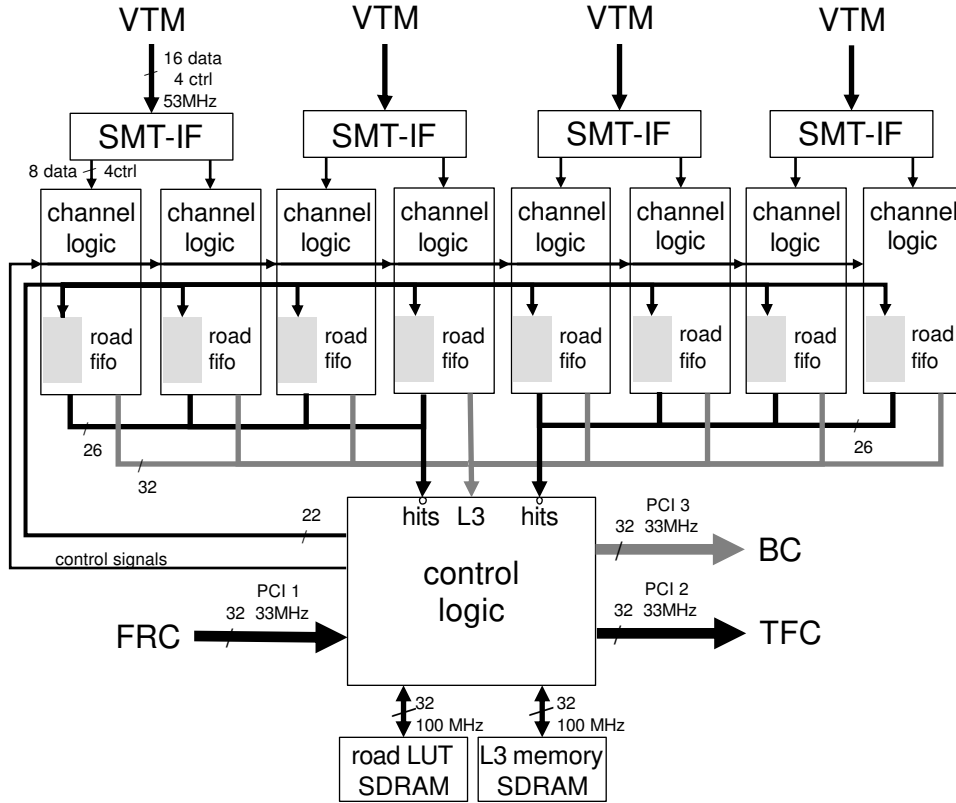 VTM VTM VTM VTM
16 data
4 ctrl
53MHz
SMT-IF SMT-IF SMT-IF SMT-IF
8 data 4ctrl
channel channel channel channel channel channel channel channel
logic logic logic logic logic logic logic logic
road road road road road road road road
fifo fifo fifo fifo fifo fifo fifo fifo
26 26
32
22
hits L3 hits
control signals
PCI 3
32 33MHz
BC
control
logic
PCI 1
32 33MHz
FRC
PCI 2
32 33MHz
TFC
32 32
100 MHz 100 MHz
road LUT L3 memory
SDRAM SDRAM